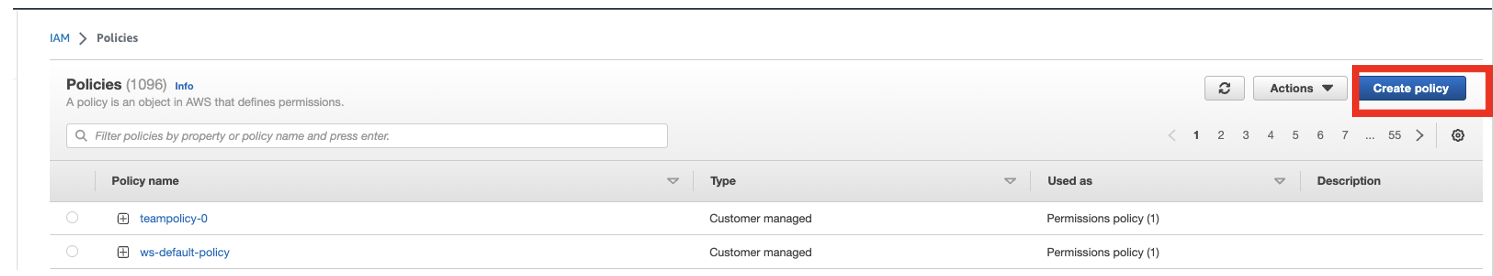 IAM > Policies
Policies (1096) Info
A policy is an object in AWS that defines permissions.
Actions
Create policy
Filter policies by property or policy name and press enter.
1 2 3 4 5 6 7 ... 55
Policy name Type Used as Description
teampolicy-0 Customer managed Permissions policy (1)
ws-default-policy Customer managed Permissions policy (1)